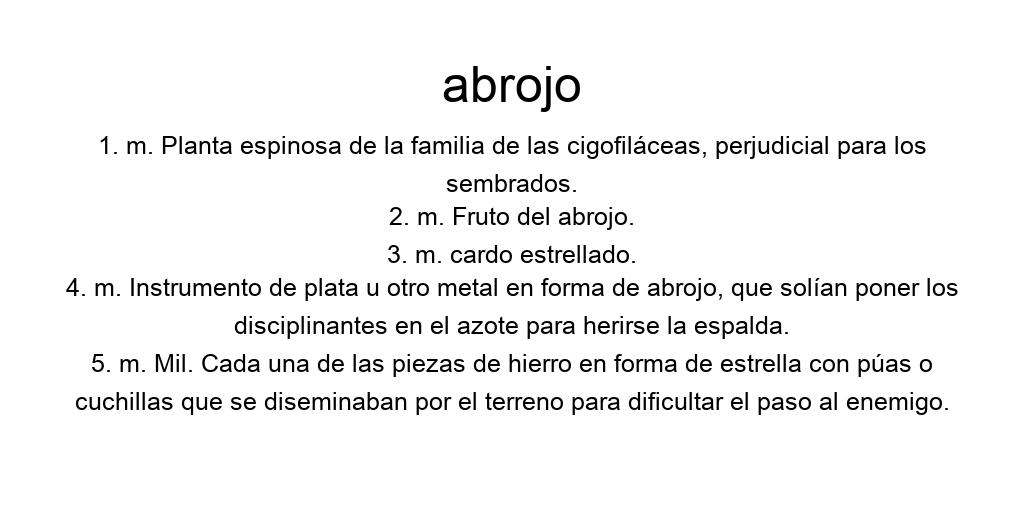 abrojo
1. m. Planta espinosa de la familia de las cigofiláceas, perjudicial para los
sembrados.
2. m. Fruto del abrojo.
3. m. cardo estrellado.
4. m. Instrumento de plata u otro metal en forma de abrojo, que solían poner los
disciplinantes en el azote para herirse la espalda.
5. m. Mil. Cada una de las piezas de hierro en forma de estrella con púas o
cuchillas que se diseminaban por el terreno para dificultar el paso al enemigo.